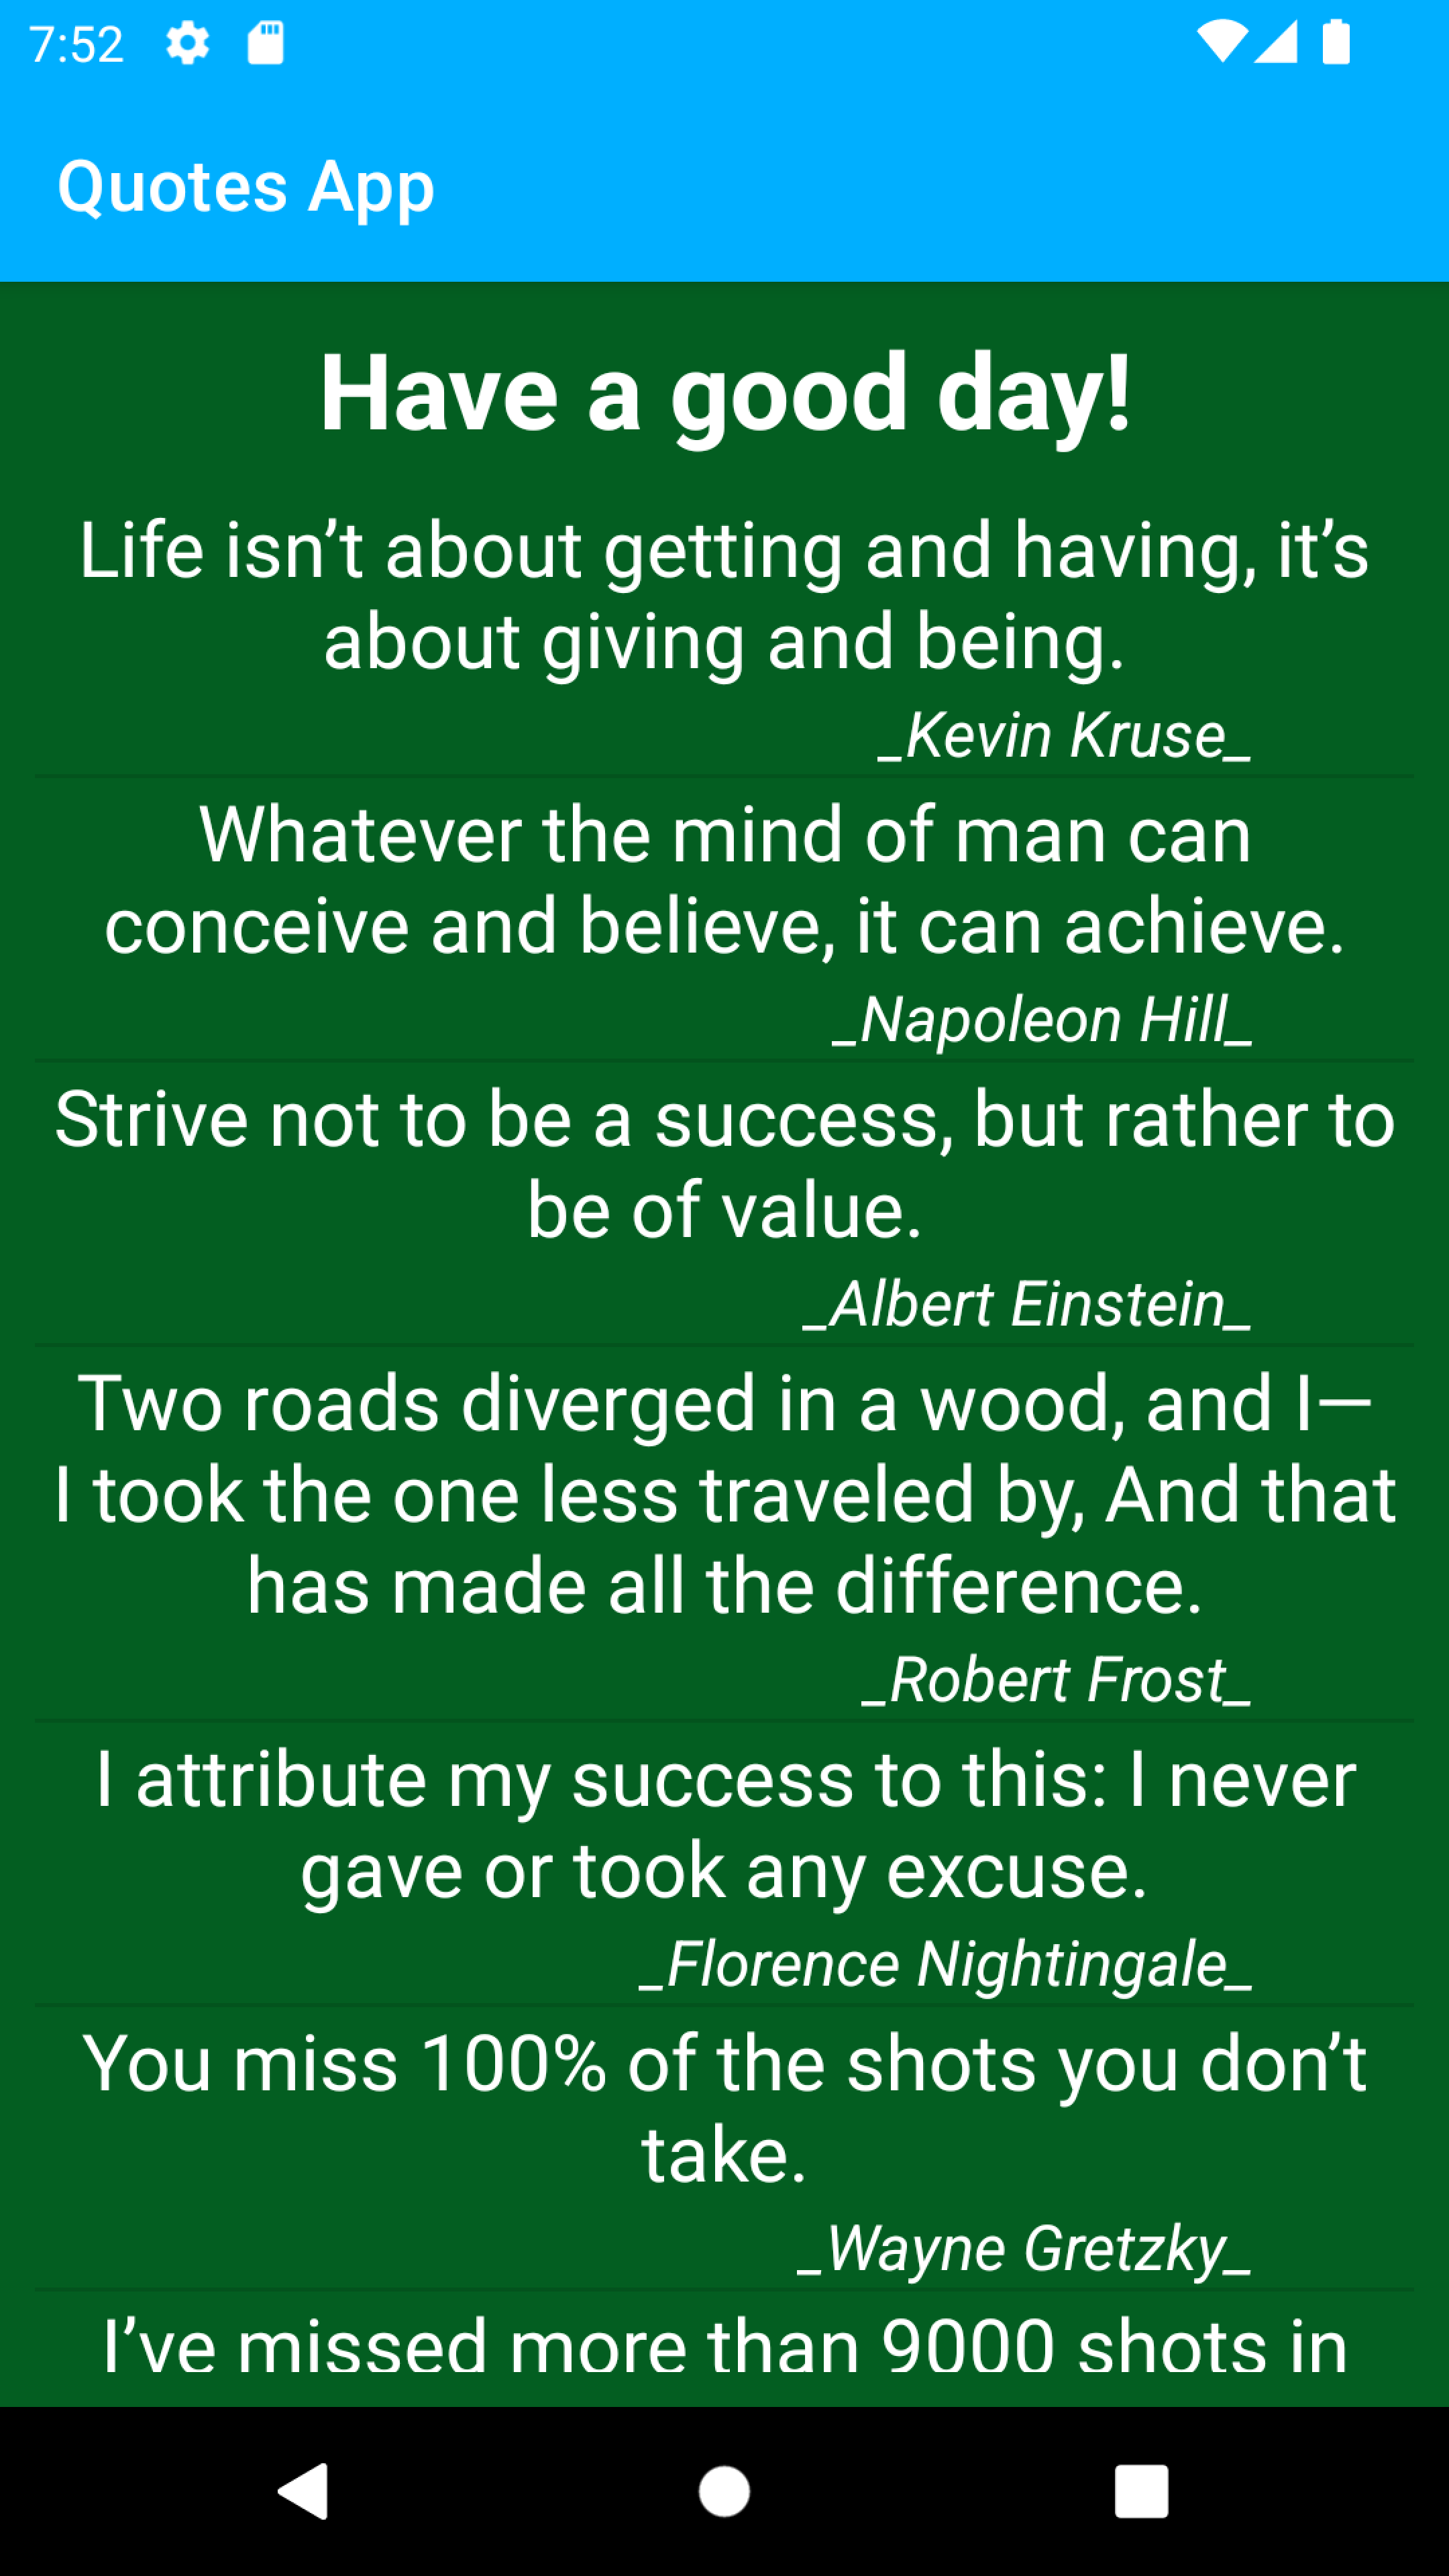 7:52
Quotes App
Have a good day!
Life isn’t about getting and having, it’s
about giving and being.
_Kevin Kruse_
Whatever the mind of man can
conceive and believe, it can achieve.
_Napoleon Hill_
Strive not to be a success, but rather to
be of value.
_Albert Einstein_
Two roads diverged in a wood, and I—
I took the one less traveled by, And that
has made all the difference.
_Robert Frost_
I attribute my success to this: I never
gave or took any excuse.
_Florence Nightingale_
You miss 100% of the shots you don’t
take.
_Wayne Gretzky_
I’ve missed more than 9000 shots in